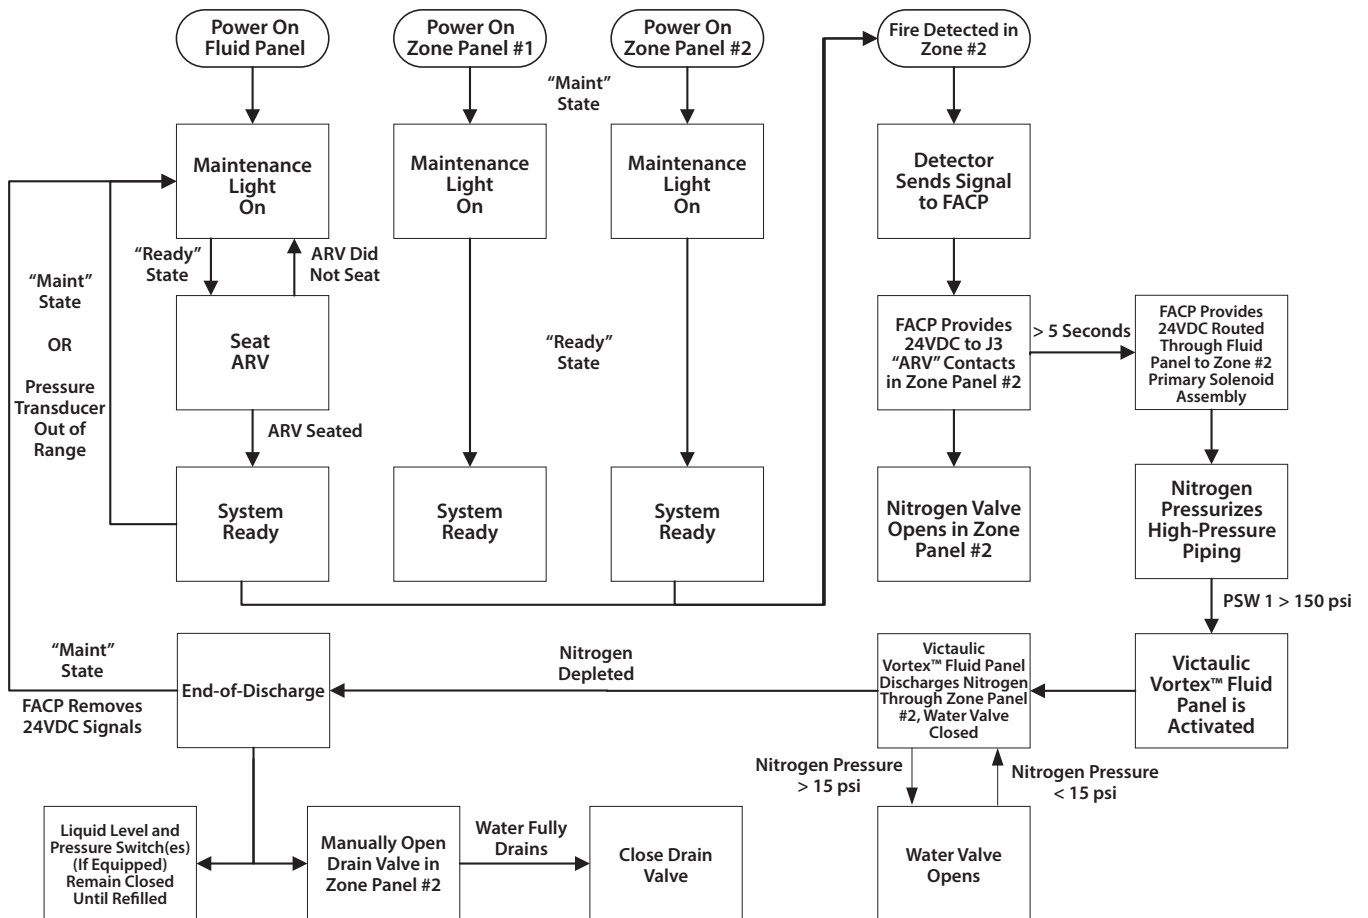 Power On
Fluid Panel
Power On
Zone Panel #1
Power On
Zone Panel #2
Fire Detected in
Zone #2
“Maint”
State
Maintenance
Light
On
Maintenance
Light
On
Maintenance
Light
On
Detector
Sends Signal
to FACP
“Ready”
State
ARV Did
Not Seat
“Maint”
State
OR
Pressure
Transducer
Out of
Range
Seat
ARV
“Ready”
State
FACP Provides
24VDC to J3
“ARV” Contacts
in Zone Panel #2
> 5 Seconds
FACP Provides
24VDC Routed
Through Fluid
Panel to Zone #2
Primary Solenoid
Assembly
ARV Seated
System
Ready
System
Ready
System
Ready
Nitrogen Valve
Opens in Zone
Panel #2
Nitrogen
Pressurizes
High-Pressure
Piping
PSW 1 > 150 psi
“Maint”
State
FACP Removes
24VDC Signals
End-of-Discharge
Nitrogen
Depleted
Victaulic
Vortex™ Fluid Panel
Discharges Nitrogen
Through Zone Panel
#2, Water Valve
Closed
Victaulic
Vortex™ Fluid
Panel is
Activated
Nitrogen Pressure
> 15 psi
Nitrogen Pressure
< 15 psi
Liquid Level and
Pressure Switch(es)
(If Equipped)
Remain Closed
Until Refilled
Manually Open
Drain Valve in
Zone Panel #2
Water Fully
Drains
Close Drain
Valve
Water Valve
Opens